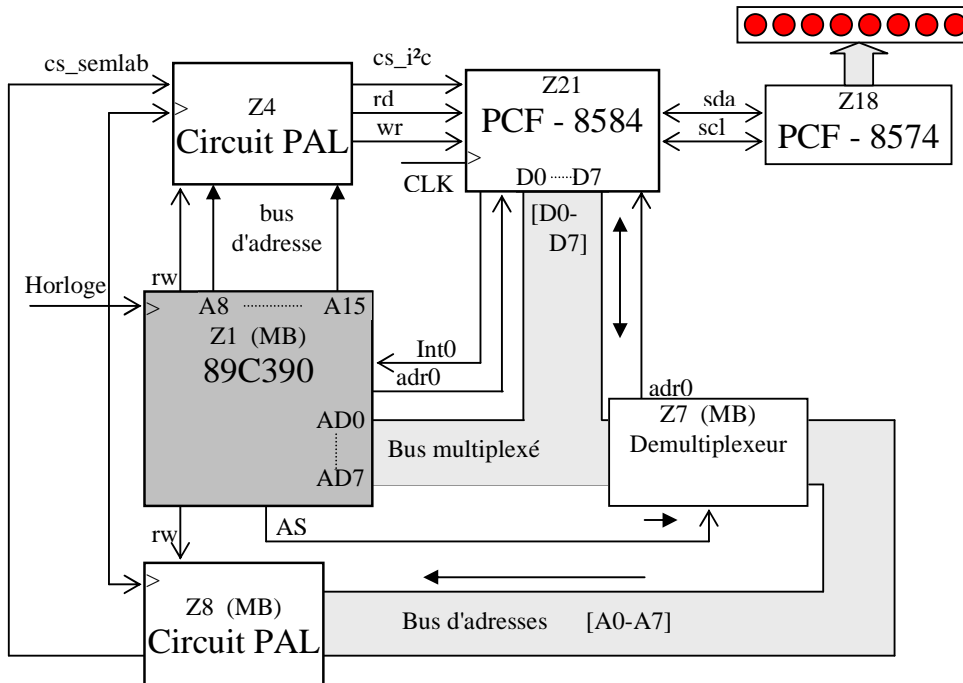 cs_semlab
Z4
Circuit PAL
cs_i²c
rd
wr
CLK
Z21
PCF - 8584
D0 ······ D7
sda
scl
Z18
PCF - 8574
bus
d'adresse
[D0-
D7]
Horloge
rw
A8 ················ A15
Z1 (MB)
89C390
AD0
AD7
Int0
adr0
adr0
Bus multiplexé
Z7 (MB)
Demultiplexeur
AS
rw
Z8 (MB)
Circuit PAL
Bus d'adresses [A0-A7]